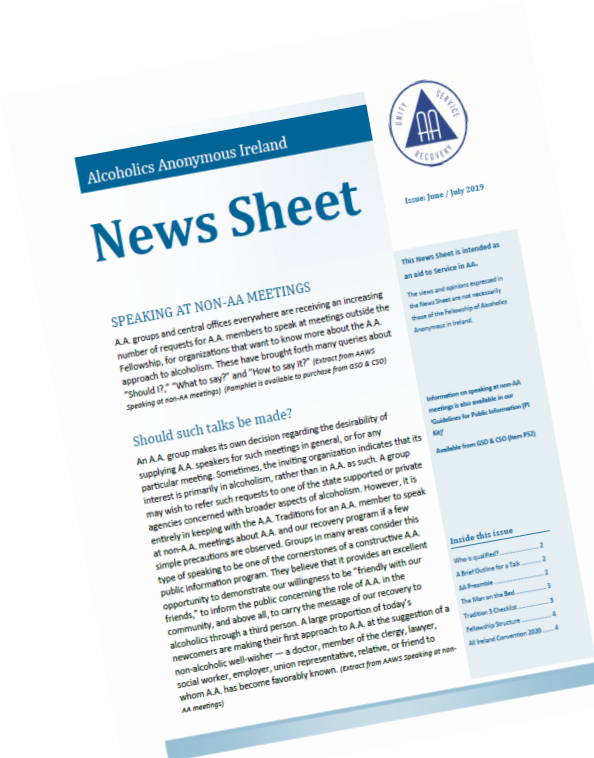 Alcoholics Anonymous Ireland
UNITY SERVICE RECOVERY
AA
News Sheet
Issue: June / July 2019
SPEAKING AT NON-AA MEETINGS
A.A. groups and central offices everywhere are receiving an increasing
number of requests for A.A. members to speak at meetings outside the
Fellowship, for organizations that want to know more about the A.A.
approach to alcoholism. These have brought forth many queries about
"Should I?," "What to say?" and "How to say it?" (Extract from AAWS
Speaking at non-AA meetings) (Pamphlet is available to purchase from GSO & CSO)
Should such talks be made?
An A.A. group makes its own decision regarding the desirability of
supplying A.A. speakers for such meetings in general, or for any
particular meeting. Sometimes, the inviting organization indicates that its
interest is primarily in alcoholism, rather than in A.A. as such. A group
may wish to refer such requests to one of the state supported or private
agencies concerned with broader aspects of alcoholism. However, it is
entirely in keeping with the A.A. Traditions for an A.A. member to speak
at non-A.A. meetings about A.A. and our recovery program if a few
simple precautions are observed. Groups in many areas consider this
type of speaking to be one of the cornerstones of a constructive A.A.
public information program. They believe that it provides an excellent
opportunity to demonstrate our willingness to be "friendly with our
friends," to inform the public concerning the role of A.A. in the
community, and above all, to carry the message of our recovery to
alcoholics through a third person. A large proportion of today's
newcomers are making their first approach to A.A. at the suggestion of a
non-alcoholic well-wisher — a doctor, member of the clergy, lawyer,
social worker, employer, union representative, relative, or friend to
whom A.A. has become favorably known. (Extract from AAWS Speaking at non-
AA meetings)
This News Sheet is intended as
an aid to Service in AA.
The views and opinions expressed in
the News Sheet are not necessarily
those of the Fellowship of Alcoholics
Anonymous in Ireland.
Information on speaking at non-AA
meetings is also available in our
'Guidelines for Public Information (PI
Kit)'
Available from GSO & CSO (Item P52)
Inside this issue
Who is qualified? .................. 2
A Brief Outline for a Talk ......... 2
AA Preamble ........................ 2
The Man on the Bed ................. 3
Tradition 3 Checklist .............. 3
Fellowship Structure ............... 4
All Ireland Convention 2020 ...... 4